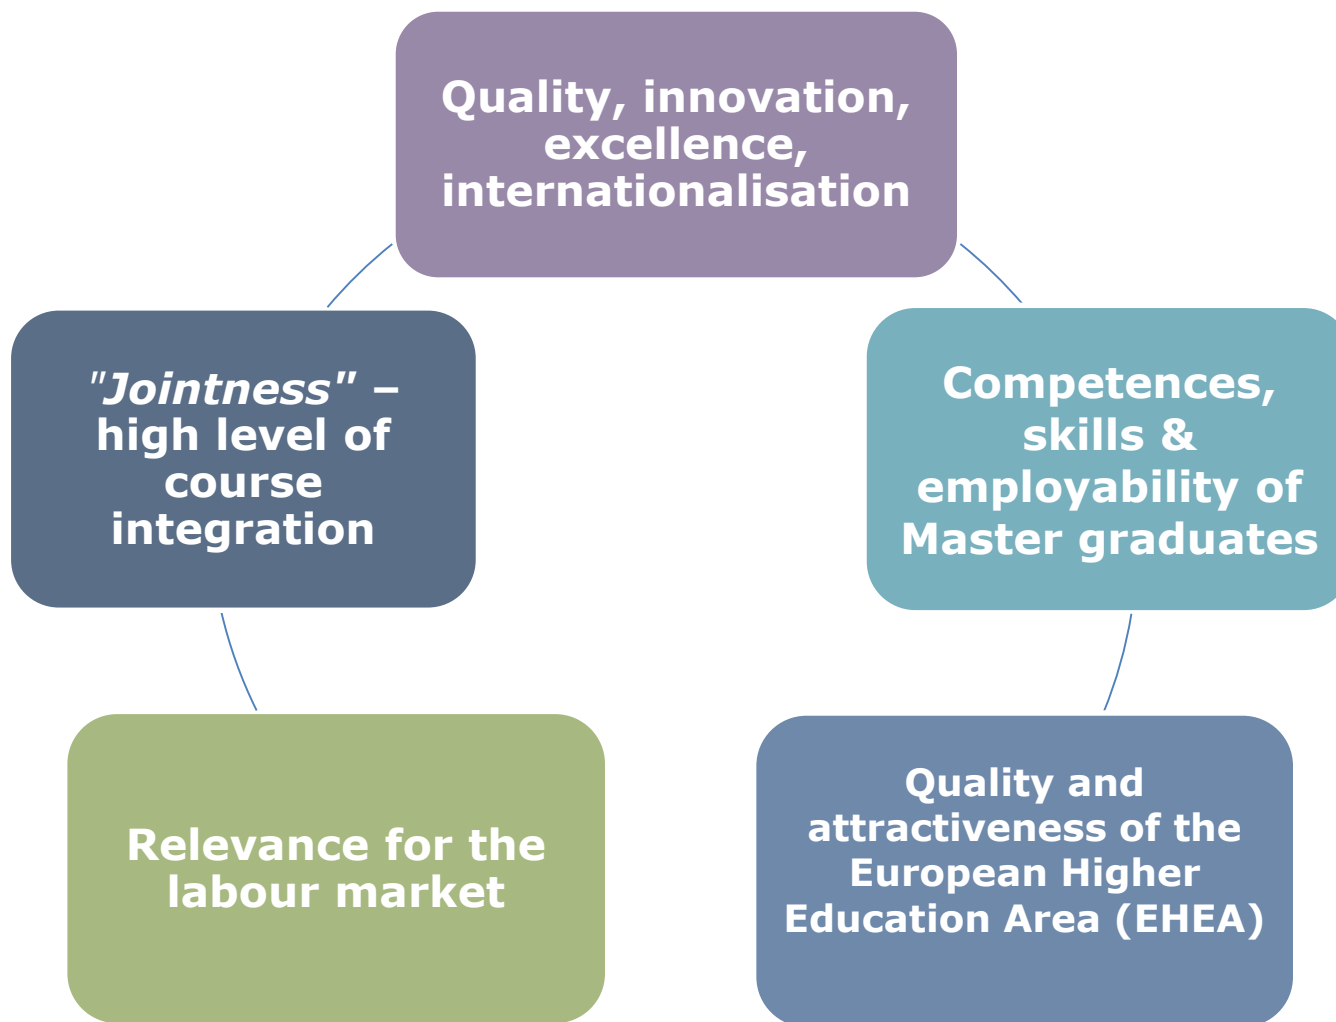 Quality, innovation,
excellence,
internationalisation
"Jointness" –
high level of
course
integration
Competences,
skills &
employability of
Master graduates
Relevance for the
labour market
Quality and
attractiveness of the
European Higher
Education Area (EHEA)